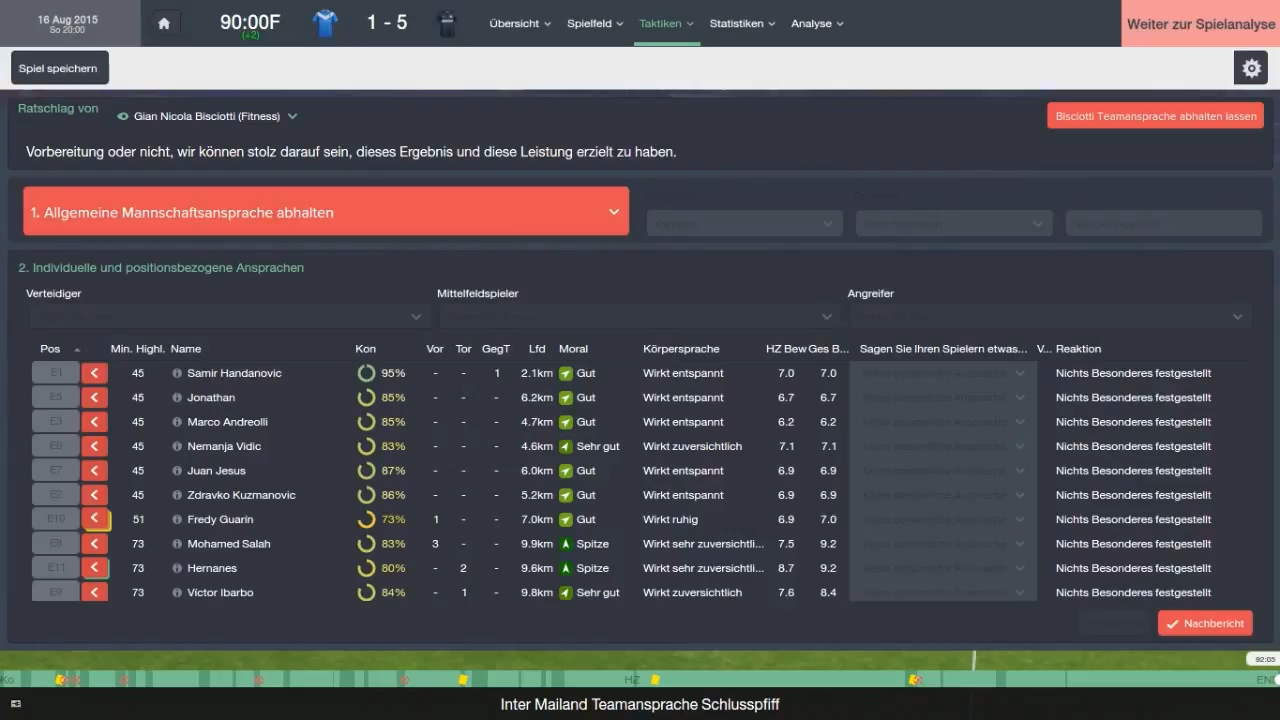 16 Aug 2015
So 20:00
90:00F
(+2)
1 - 5
Übersicht
Spielfeld
Taktiken
Statistiken
Analyse
Weiter zur Spielanalyse
Spiel speichern
Ratschlag von
Gian Nicola Bisciotti (Fitness)
Bisciotti Teamansprache abhalten lassen
Vorbereitung oder nicht, wir können stolz darauf sein, dieses Ergebnis und diese Leistung erzielt zu haben.
1. Allgemeine Mannschaftsansprache abhalten
2. Individuelle und positionsbezogene Ansprachen
Verteidiger Mittelfeldspieler Angreifer
Pos Min. Highl. Name Kon Vor Tor GegT Lfd Moral Körpersprache HZ Bew Ges B... Sagen Sie Ihren Spielern etwas... V... Reaktion
E1 45 Samir Handanovic 95% - - 1 2.1km Gut Wirkt entspannt 7.0 7.0 Nichts Besonderes festgestellt
E5 45 Jonathan 85% - - - 6.2km Gut Wirkt entspannt 6.7 6.7 Nichts Besonderes festgestellt
E3 45 Marco Andreolli 85% - - - 4.7km Gut Wirkt entspannt 6.2 6.2 Nichts Besonderes festgestellt
45 Nemanja Vidic 83% - - - 4.6km Sehr gut Wirkt zuversichtlich 7.1 7.1 Nichts Besonderes festgestellt
E7 45 Juan Jesus 87% - - - 6.0km Gut Wirkt entspannt 6.9 6.9 Nichts Besonderes festgestellt
E2 45 Zdravko Kuzmanovic 86% - - - 5.2km Gut Wirkt entspannt 6.9 6.9 Nichts Besonderes festgestellt
E10 51 Fredy Guarin 73% 1 - - 7.0km Gut Wirkt ruhig 6.9 7.0 Nichts Besonderes festgestellt
73 Mohamed Salah 83% 3 - - 9.9km Spitze Wirkt sehr zuversichtli... 7.5 9.2 Nichts Besonderes festgestellt
E11 73 Hernanes 80% - 2 - 9.6km Spitze Wirkt sehr zuversichtli... 8.7 9.2 Nichts Besonderes festgestellt
73 Víctor Ibarbo 84% - 1 - 9.8km Sehr gut Wirkt zuversichtlich 7.6 8.4 Nichts Besonderes festgestellt
Nachbericht
92:05
Ko HZ END
Inter Mailand Teamansprache Schlusspfiff